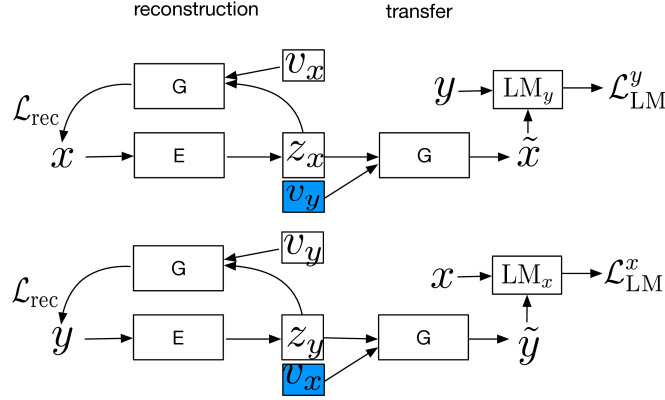 reconstruction transfer
v_x
G
y LM_y ℒ^y_LM
ℒ_rec
x E z_x G x̃
v_y
v_y
G
x LM_x ℒ^x_LM
ℒ_rec
y E z_y G ỹ
v_x